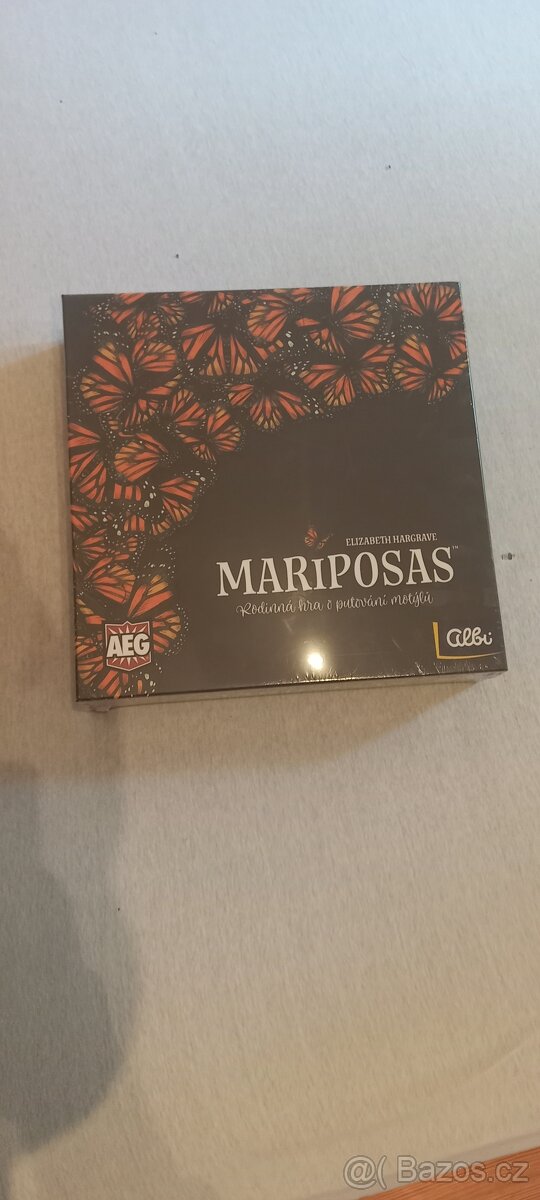 ELIZABETH HARGRAVE
MARIPOSAS™
Rodinná hra o putování motýlů
AEG
albi
@( Bazos.cz